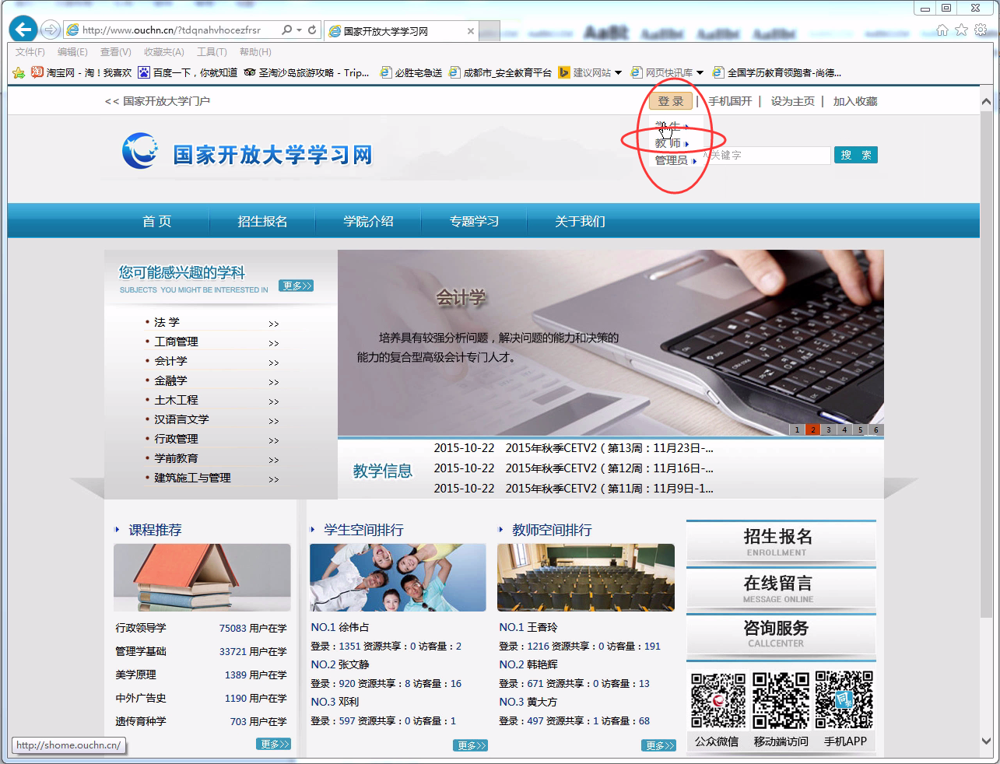 http://www.ouchn.cn/?tdqnahvhocezfrsr
国家开放大学学习网
文件(F) 编辑(E) 查看(V) 收藏夹(A) 工具(T) 帮助(H)
淘宝网 - 淘！我喜欢 百度一下，你就知道 圣淘沙岛旅游攻略 - Trip... 必胜宅急送 成都市_安全教育平台 建议网站 网页快讯库 全国学历教育领跑者-尚德...
<< 国家开放大学门户
登 录 | 手机国开 | 设为主页 | 加入收藏
学 生
教 师
管理员
关键字
搜 索
国家开放大学学习网
首 页 招生报名 学院介绍 专题学习 关于我们
您可能感兴趣的学科
SUBJECTS YOU MIGHT BE INTERESTED IN
更多>>
• 法 学 >>
• 工商管理 >>
• 会计学 >>
• 金融学 >>
• 土木工程 >>
• 汉语言文学 >>
• 行政管理 >>
• 学前教育 >>
• 建筑施工与管理 >>
会计学
培养具有较强分析问题，解决问题的能力和决策的
能力的复合型高级会计专门人才。
1 2 3 4 5 6
教学信息
2015-10-22 2015年秋季CETV2（第13周：11月23日-...
2015-10-22 2015年秋季CETV2（第12周：11月16日-...
2015-10-22 2015年秋季CETV2（第11周：11月9日-1...
课程推荐
行政领导学 75083 用户在学
管理学基础 33721 用户在学
美学原理 1389 用户在学
中外广告史 1190 用户在学
遗传育种学 703 用户在学
更多>>
学生空间排行
NO.1 徐伟占
登录：1351 资源共享：0 访客量：2
NO.2 张文静
登录：920 资源共享：8 访客量：16
NO.3 邓利
登录：597 资源共享：0 访客量：1
更多>>
教师空间排行
NO.1 王香玲
登录：1216 资源共享：0 访客量：191
NO.2 韩艳辉
登录：671 资源共享：0 访客量：13
NO.3 黄大方
登录：497 资源共享：1 访客量：68
更多>>
招生报名
ENROLLMENT
在线留言
MESSAGE ONLINE
咨询服务
CALLCENTER
公众微信 移动端访问 手机APP
http://shome.ouchn.cn/